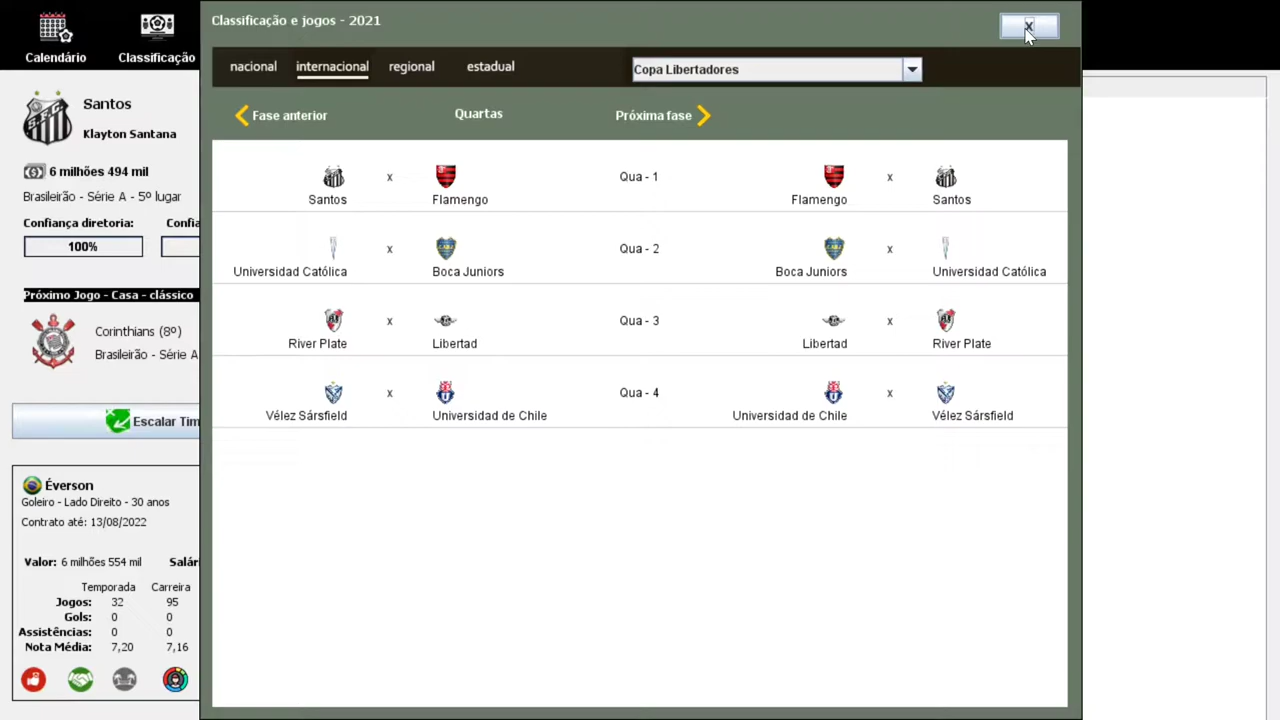 Calendário
Classificação
Santos
Klayton Santana
6 milhões 494 mil
Brasileirão - Série A - 5º lugar
Confiança diretoria:
Confia
100%
Próximo Jogo - Casa - clássico
Corinthians (8º)
Brasileirão - Série A
Escalar Tim
Éverson
Goleiro - Lado Direito - 30 anos
Contrato até: 13/08/2022
Valor: 6 milhões 554 mil Salári
Temporada Carreira
Jogos: 32 95
Gols: 0 0
Assistências: 0 0
Nota Média: 7,20 7,16
Classificação e jogos - 2021
X
nacional internacional regional estadual
Copa Libertadores
Fase anterior Quartas Próxima fase
x Qua - 1 x
Santos Flamengo Flamengo Santos
x Qua - 2 x
Universidad Católica Boca Juniors Boca Juniors Universidad Católica
x Qua - 3 x
River Plate Libertad Libertad River Plate
x Qua - 4 x
Vélez Sársfield Universidad de Chile Universidad de Chile Vélez Sársfield